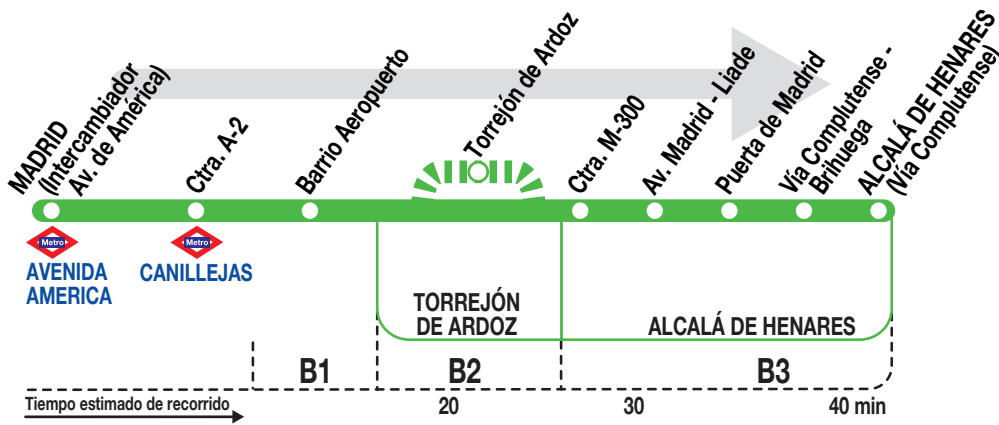 MADRID
(Intercambiador
Av. de América)
Ctra. A-2
Barrio Aeropuerto
Torrejón de Ardoz
Ctra. M-300
Av. Madrid - Liade
Puerta de Madrid
Vía Complutense -
Brihuega
ALCALÁ DE HENARES
(Vía Complutense)
Metro
Metro
AVENIDA
AMERICA
CANILLEJAS
TORREJÓN
DE ARDOZ
ALCALÁ DE HENARES
B1
B2
B3
Tiempo estimado de recorrido
20
30
40 min